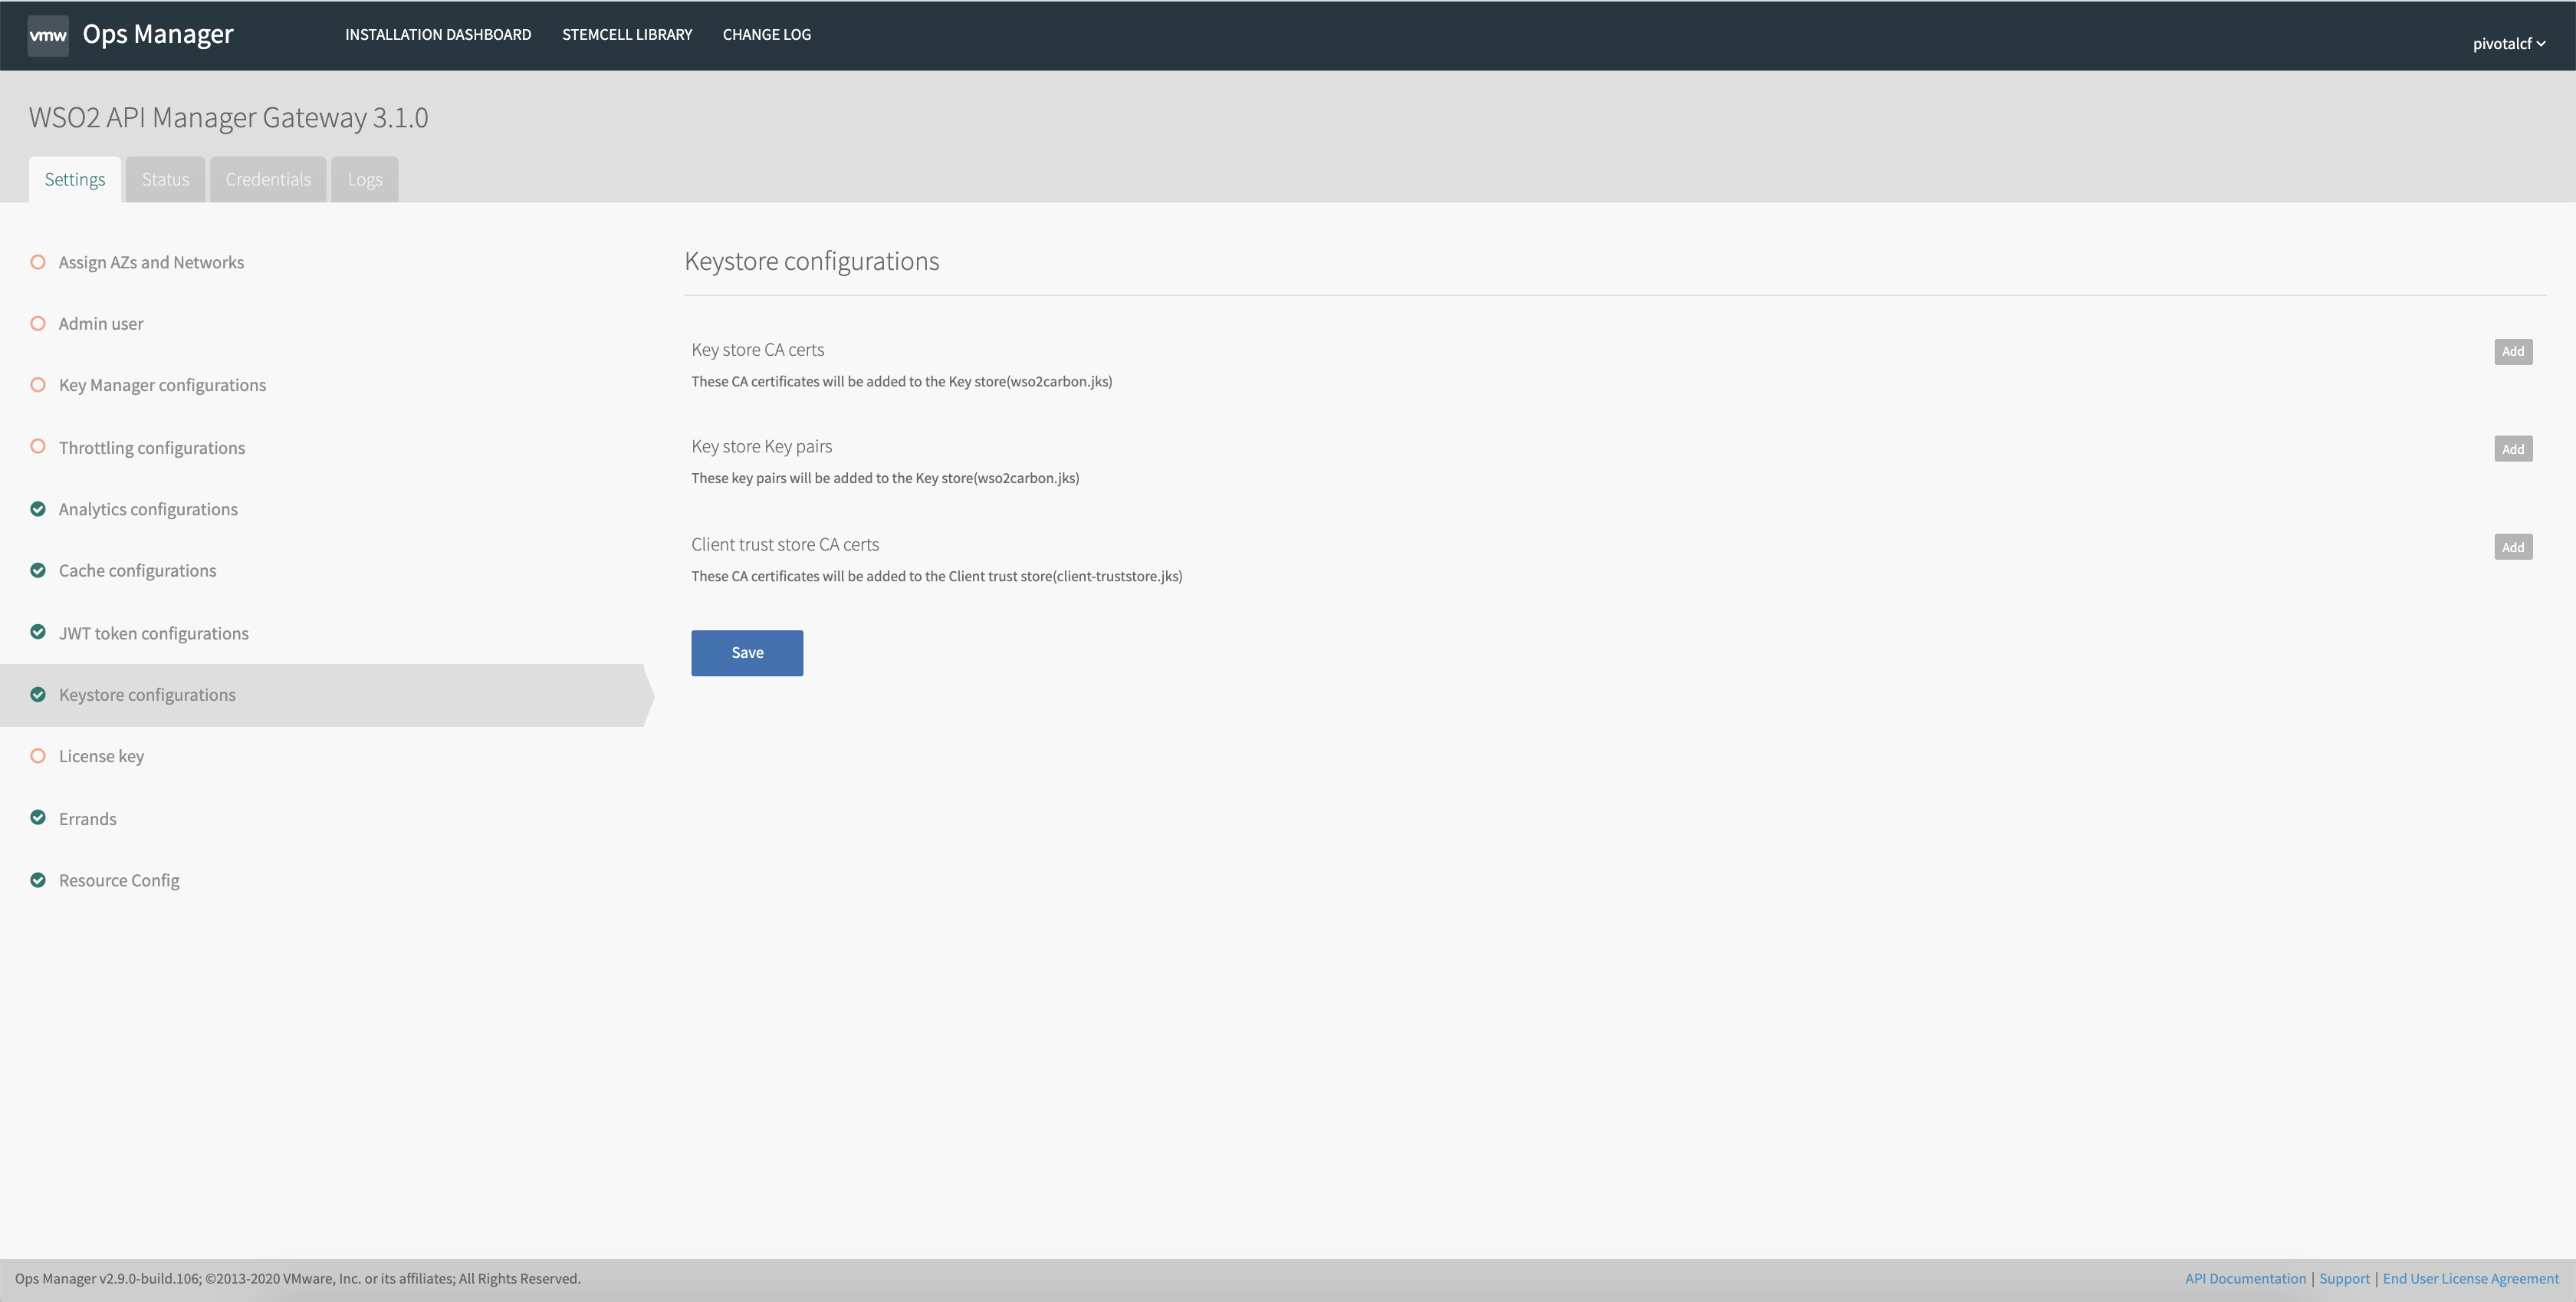 vmw Ops Manager INSTALLATION DASHBOARD STEMCELL LIBRARY CHANGE LOG pivotalcf
WSO2 API Manager Gateway 3.1.0
Settings Status Credentials Logs
Assign AZs and Networks
Admin user
Key Manager configurations
Throttling configurations
Analytics configurations
Cache configurations
JWT token configurations
Keystore configurations
License key
Errands
Resource Config
Keystore configurations
Key store CA certs Add
These CA certificates will be added to the Key store(wso2carbon.jks)
Key store Key pairs Add
These key pairs will be added to the Key store(wso2carbon.jks)
Client trust store CA certs Add
These CA certificates will be added to the Client trust store(client-truststore.jks)
Save
Ops Manager v2.9.0-build.106; ©2013-2020 VMware, Inc. or its affiliates; All Rights Reserved. API Documentation | Support | End User License Agreement